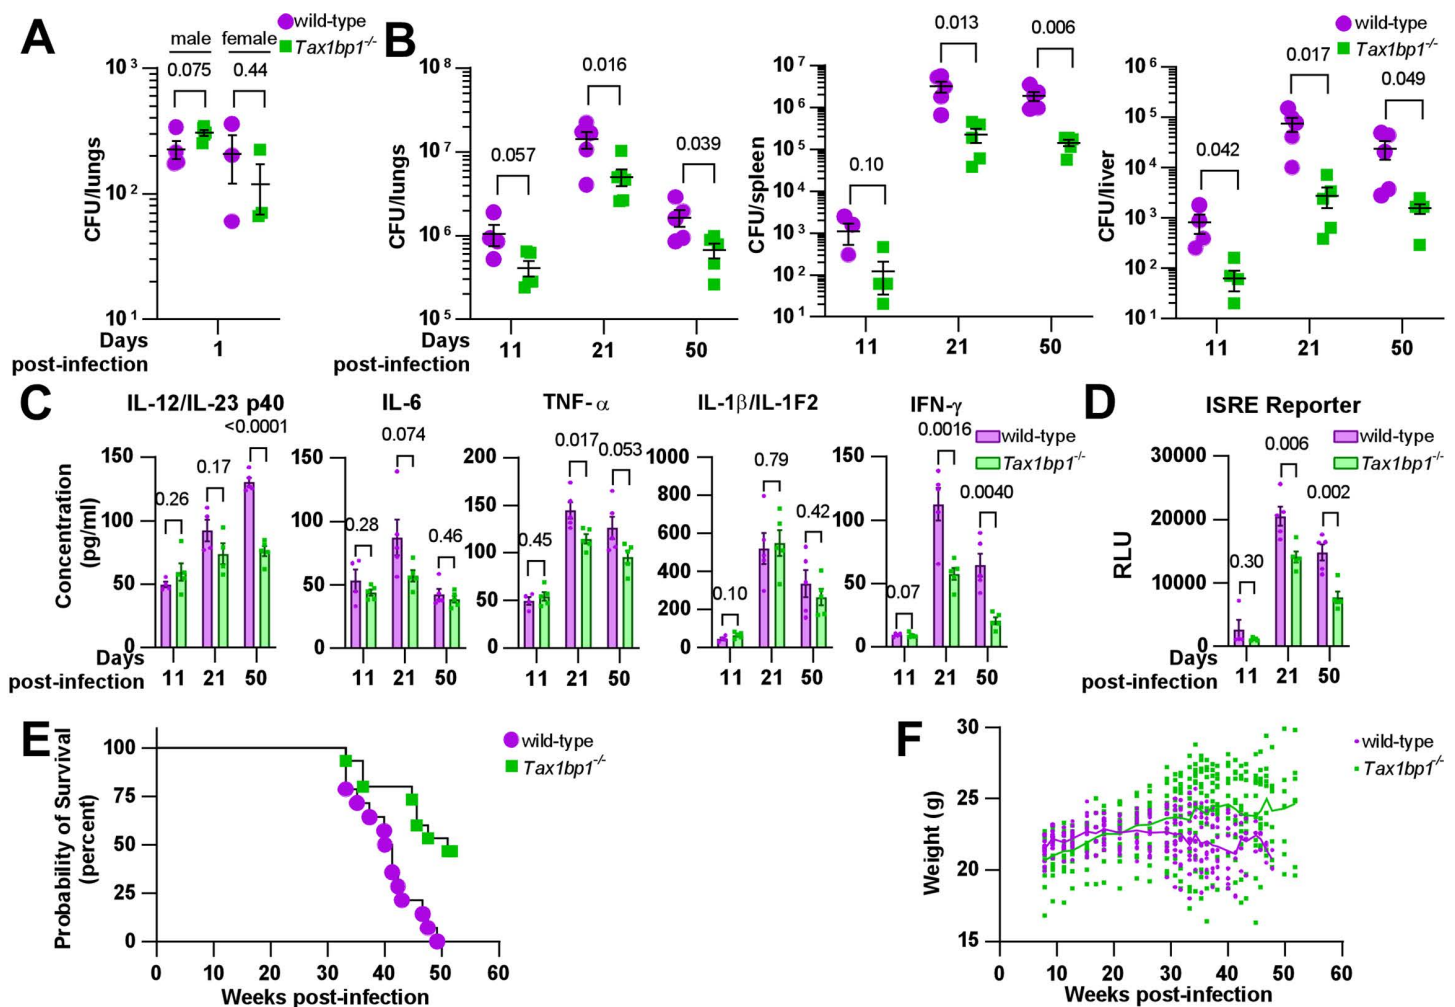 A
male female
wild-type
Tax1bp1-/-
0.075 0.44
CFU/lungs
10³
10²
10¹
Days
post-infection
1
B
CFU/lungs
10⁸
10⁷
10⁶
10⁵
0.057
0.016
0.039
Days
post-infection
11 21 50
CFU/spleen
10⁷
10⁶
10⁵
10⁴
10³
10²
10¹
0.10
0.013
0.006
11 21 50
wild-type
Tax1bp1-/-
CFU/liver
10⁶
10⁵
10⁴
10³
10²
10¹
0.042
0.017
0.049
11 21 50
C
Concentration
(pg/ml)
IL-12/IL-23 p40
<0.0001
0.17
0.26
150
100
50
0
Days
post-infection
11 21 50
IL-6
0.074
0.28
0.46
150
100
50
0
11 21 50
TNF-α
0.017 0.053
0.45
200
150
100
50
0
11 21 50
IL-1β/IL-1F2
0.79
0.42
0.10
1000
800
600
400
200
0
11 21 50
IFN-γ
0.0016
0.0040
0.07
150
100
50
0
11 21 50
wild-type
Tax1bp1-/-
D
ISRE Reporter
0.006
0.002
0.30
RLU
30000
20000
10000
0
Days
post-infection
11 21 50
wild-type
Tax1bp1-/-
E
Probability of Survival
(percent)
100
75
50
25
0
0 10 20 30 40 50 60
Weeks post-infection
wild-type
Tax1bp1-/-
F
Weight (g)
30
25
20
15
0 10 20 30 40 50 60
Weeks post-infection
wild-type
Tax1bp1-/-